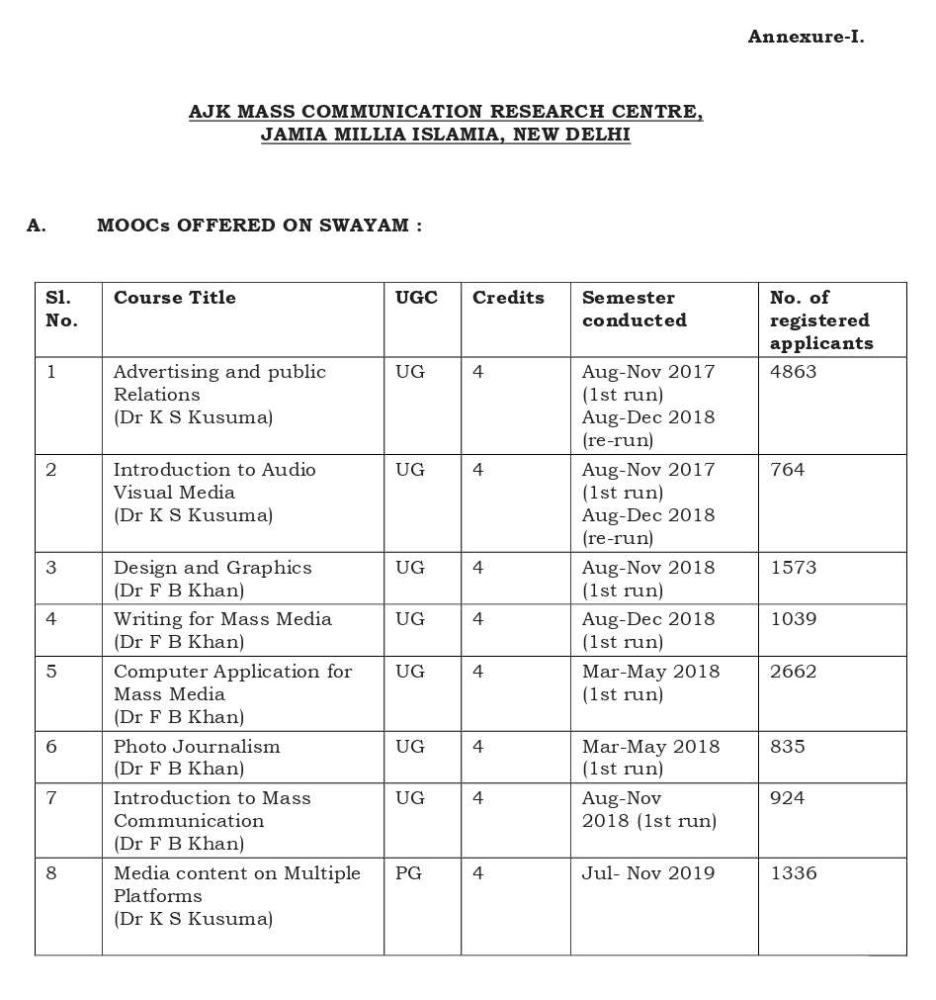 Annexure-I.
AJK MASS COMMUNICATION RESEARCH CENTRE,
JAMIA MILLIA ISLAMIA, NEW DELHI
A. MOOCs OFFERED ON SWAYAM :
Sl. No. Course Title UGC Credits Semester conducted No. of registered applicants
1 Advertising and public Relations (Dr K S Kusuma) UG 4 Aug-Nov 2017 (1st run) Aug-Dec 2018 (re-run) 4863
2 Introduction to Audio Visual Media (Dr K S Kusuma) UG 4 Aug-Nov 2017 (1st run) Aug-Dec 2018 (re-run) 764
3 Design and Graphics (Dr F B Khan) UG 4 Aug-Nov 2018 (1st run) 1573
4 Writing for Mass Media (Dr F B Khan) UG 4 Aug-Dec 2018 (1st run) 1039
5 Computer Application for Mass Media (Dr F B Khan) UG 4 Mar-May 2018 (1st run) 2662
6 Photo Journalism (Dr F B Khan) UG 4 Mar-May 2018 (1st run) 835
7 Introduction to Mass Communication (Dr F B Khan) UG 4 Aug-Nov 2018 (1st run) 924
8 Media content on Multiple Platforms (Dr K S Kusuma) PG 4 Jul- Nov 2019 1336